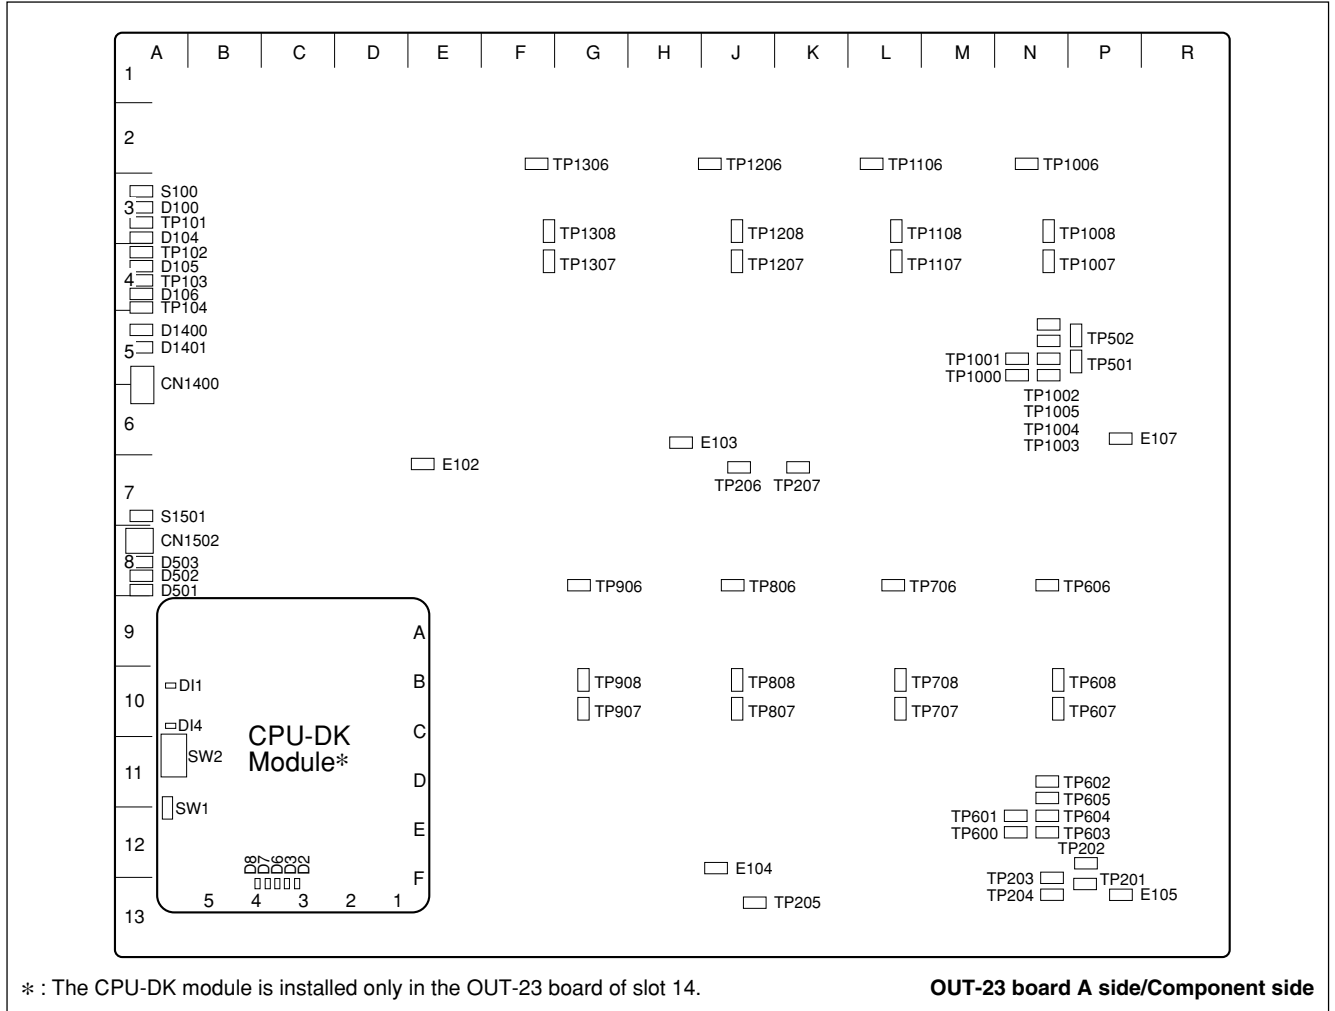 A B C D E F G H J K L M N P R
1
2
TP1306 TP1206 TP1106 TP1006
S100
3 D100
TP101
D104
TP1308 TP1208 TP1108 TP1008
TP102
D105
4 TP103
D106
TP104
TP1307 TP1207 TP1107 TP1007
D1400
5 D1401
TP502
TP1001 TP501
TP1000
CN1400
TP1002
TP1005
6 TP1004
TP1003
E103 E107
E102
7 TP206 TP207
S1501
CN1502
8 D503
D502
D501
TP906 TP806 TP706 TP606
9 A
10 DI1 B TP908 TP808 TP708 TP608
TP907 TP807 TP707 TP607
DI4 C
CPU-DK
Module*
11 SW2 D
TP602
TP605
SW1
TP601 TP604
12 E TP600 TP603
TP202
D8 D7 D6 D3 D2
F E104 TP203 TP201
TP204 E105
13 5 4 3 2 1 TP205
* : The CPU-DK module is installed only in the OUT-23 board of slot 14.
OUT-23 board A side/Component side